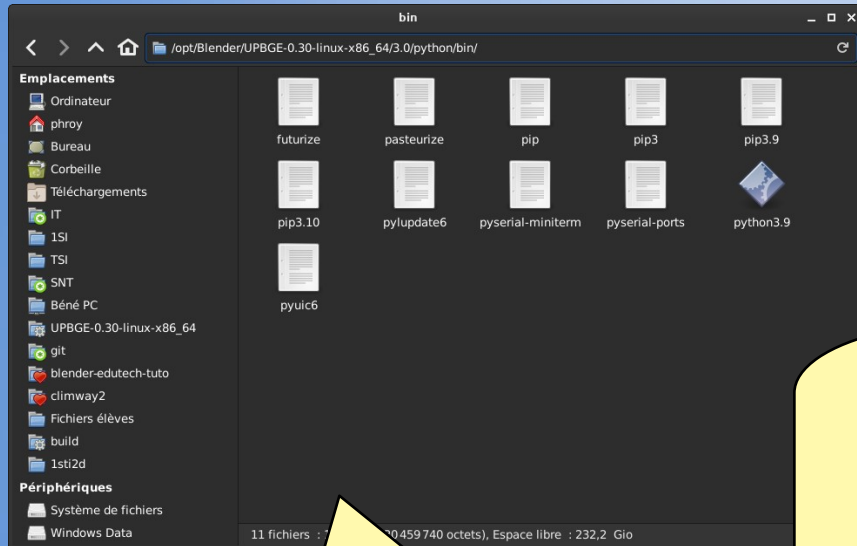 bin
/opt/Blender/UPBGE-0.30-linux-x86_64/3.0/python/bin/
Emplacements
Ordinateur
phroy
Bureau
Corbeille
Téléchargements
IT
1SI
TSI
SNT
Béné PC
UPBGE-0.30-linux-x86_64
git
blender-edutech-tuto
climway2
Fichiers élèves
build
1sti2d
Périphériques
Système de fichiers
Windows Data
futurize pasteurize pip pip3 pip3.9
pip3.10 pylupdate6 pyserial-miniterm pyserial-ports python3.9
pyuic6
11 fichiers : 459 740 octets), Espace libre : 232,2 Gio